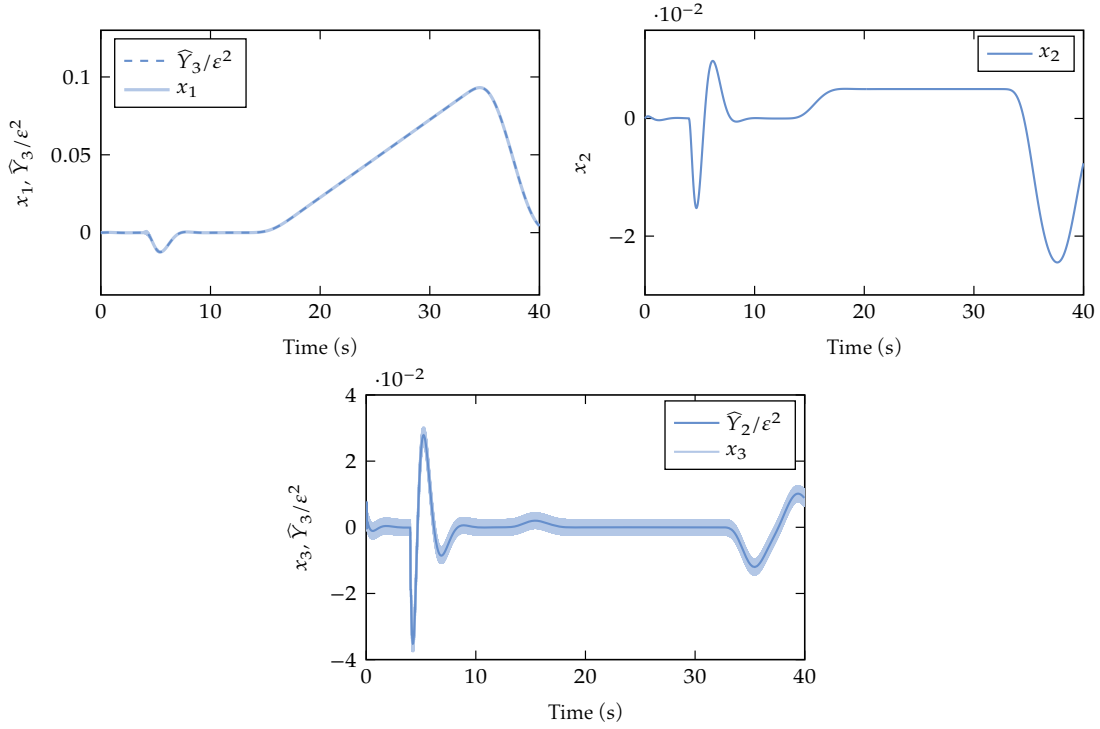 0.1
0.05
0
0 10 20 30 40
x₁, Ŷ₃/ε²
Time (s)
Ŷ₃/ε²
x₁
·10⁻²
0
−2
0 10 20 30 40
x₂
Time (s)
x₂
·10⁻²
4
2
0
−2
−4
0 10 20 30 40
x₃, Ŷ₃/ε²
Time (s)
Ŷ₂/ε²
x₃